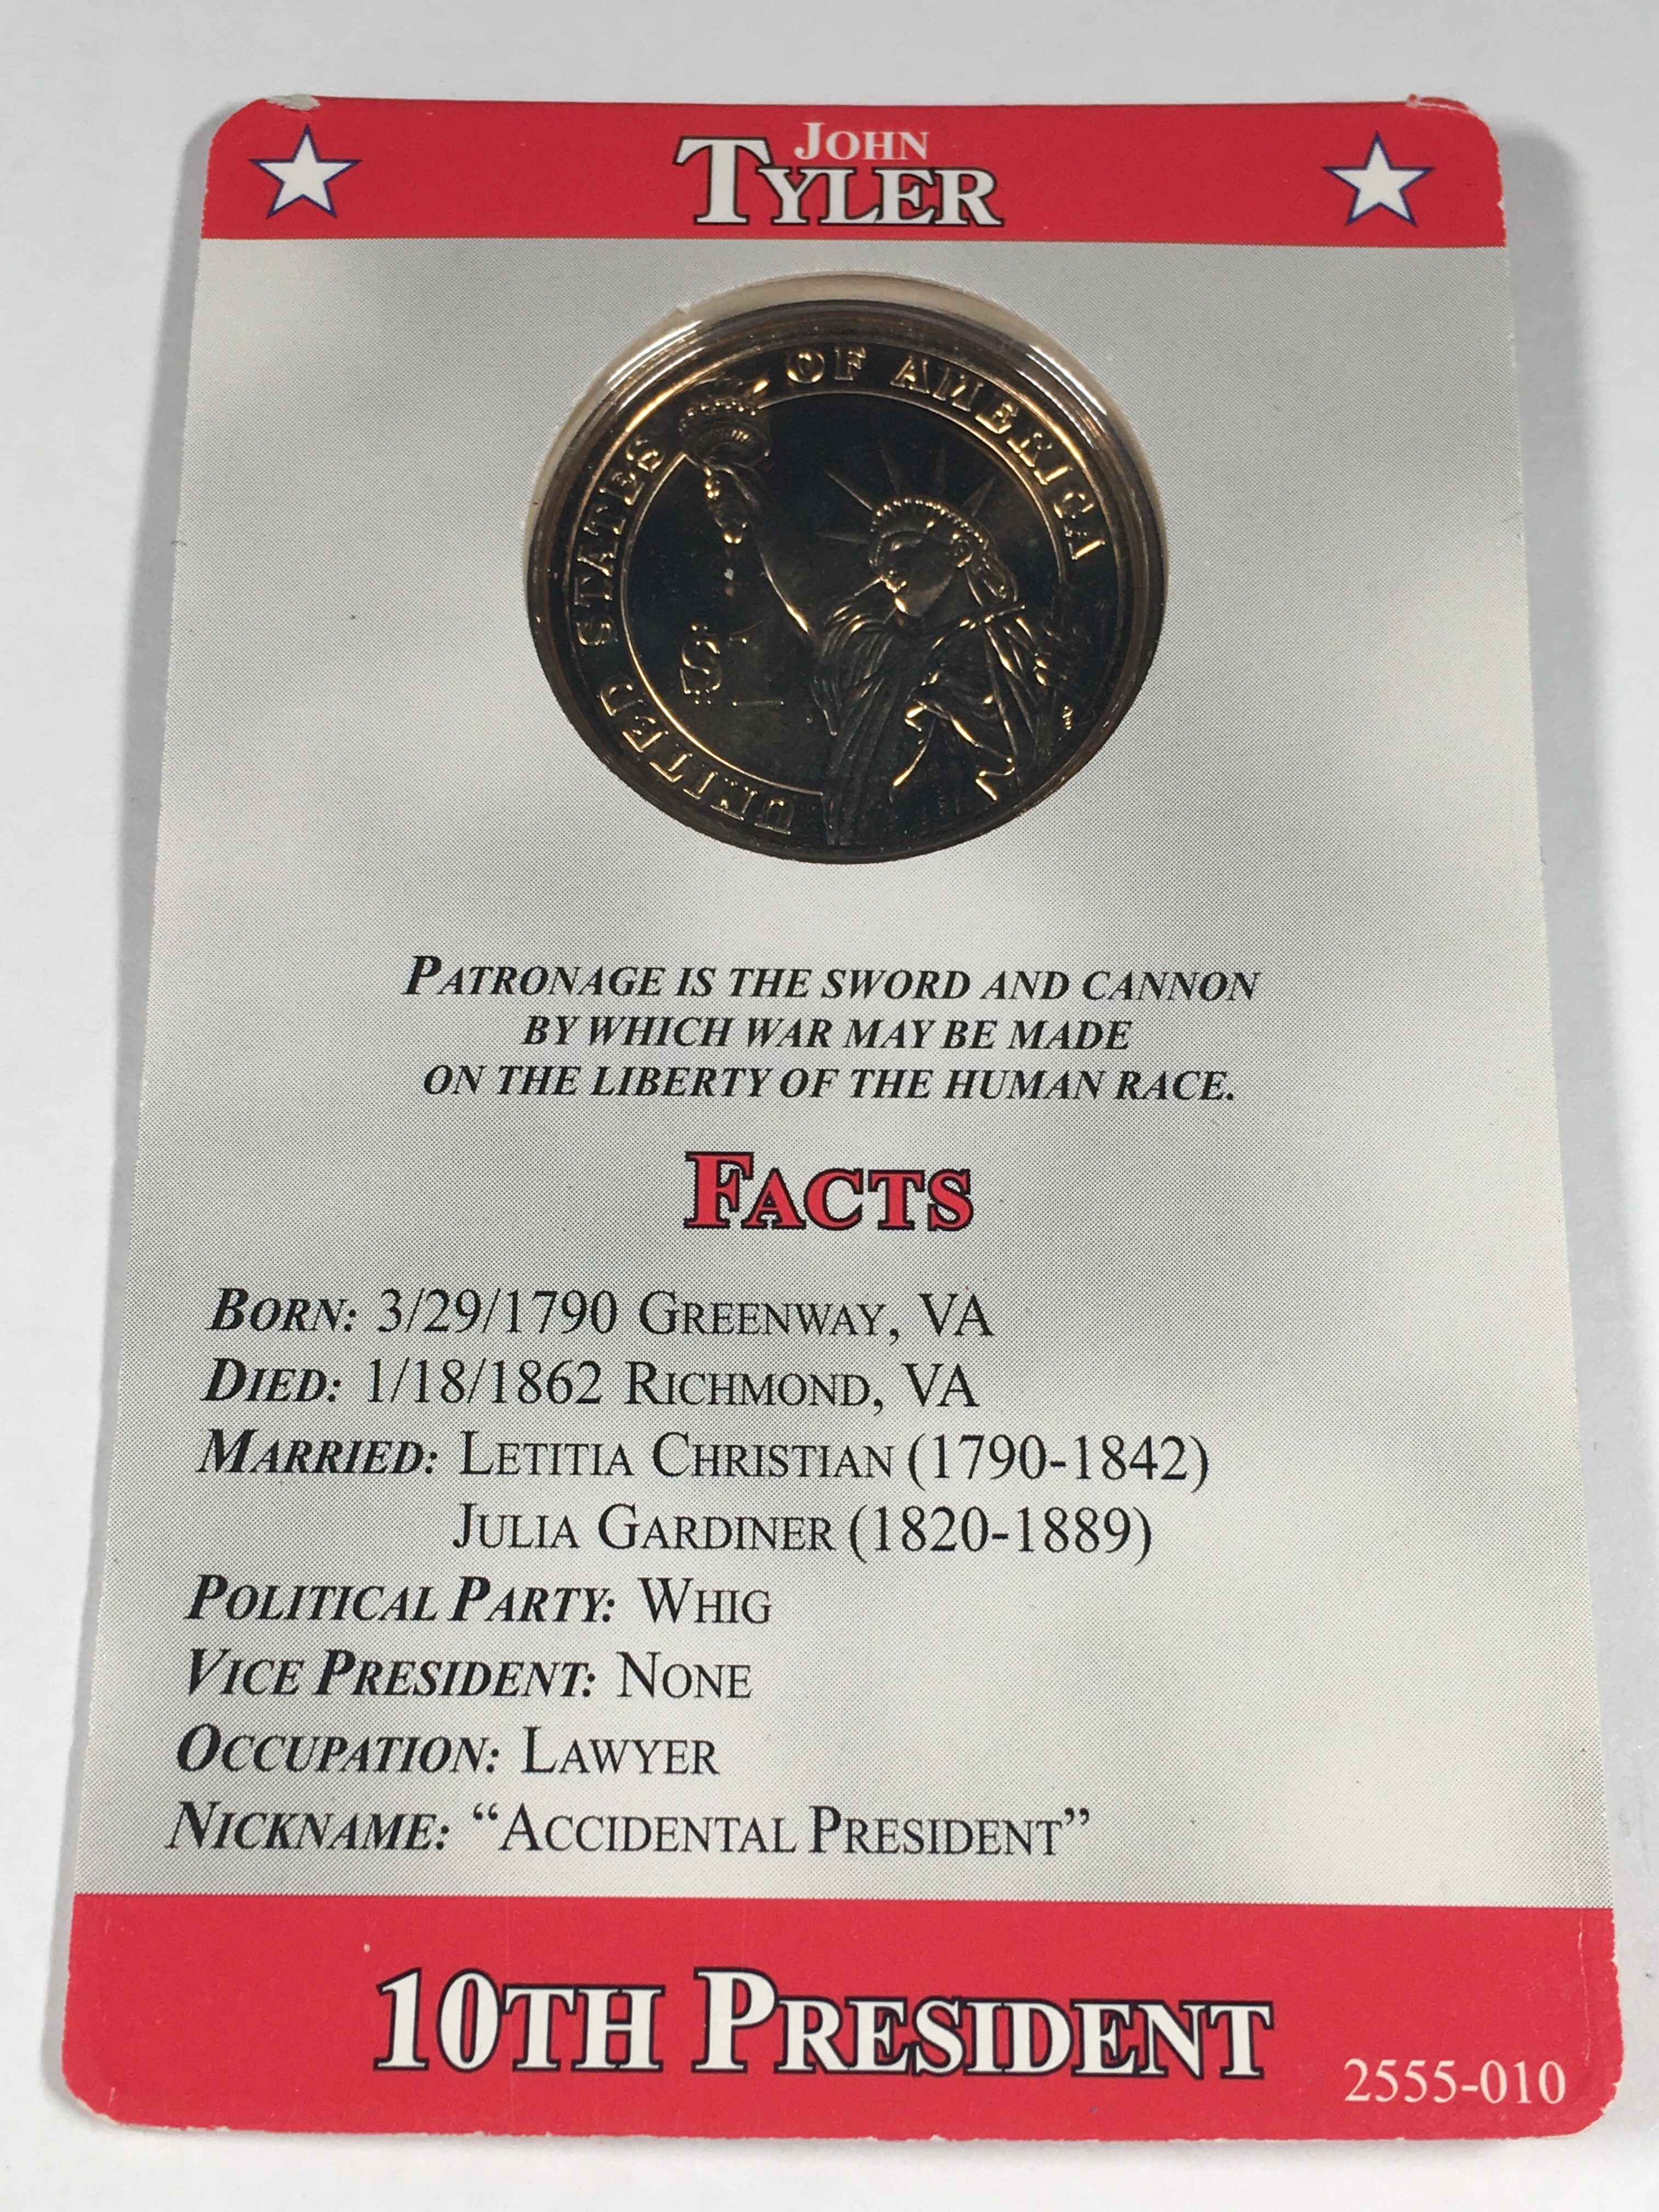 JOHN
TYLER
UNITED STATES OF AMERICA
$1
PATRONAGE IS THE SWORD AND CANNON
BY WHICH WAR MAY BE MADE
ON THE LIBERTY OF THE HUMAN RACE.
FACTS
BORN: 3/29/1790 GREENWAY, VA
DIED: 1/18/1862 RICHMOND, VA
MARRIED: LETITIA CHRISTIAN (1790-1842)
JULIA GARDINER (1820-1889)
POLITICAL PARTY: WHIG
VICE PRESIDENT: NONE
OCCUPATION: LAWYER
NICKNAME: “ACCIDENTAL PRESIDENT”
10TH PRESIDENT
2555-010